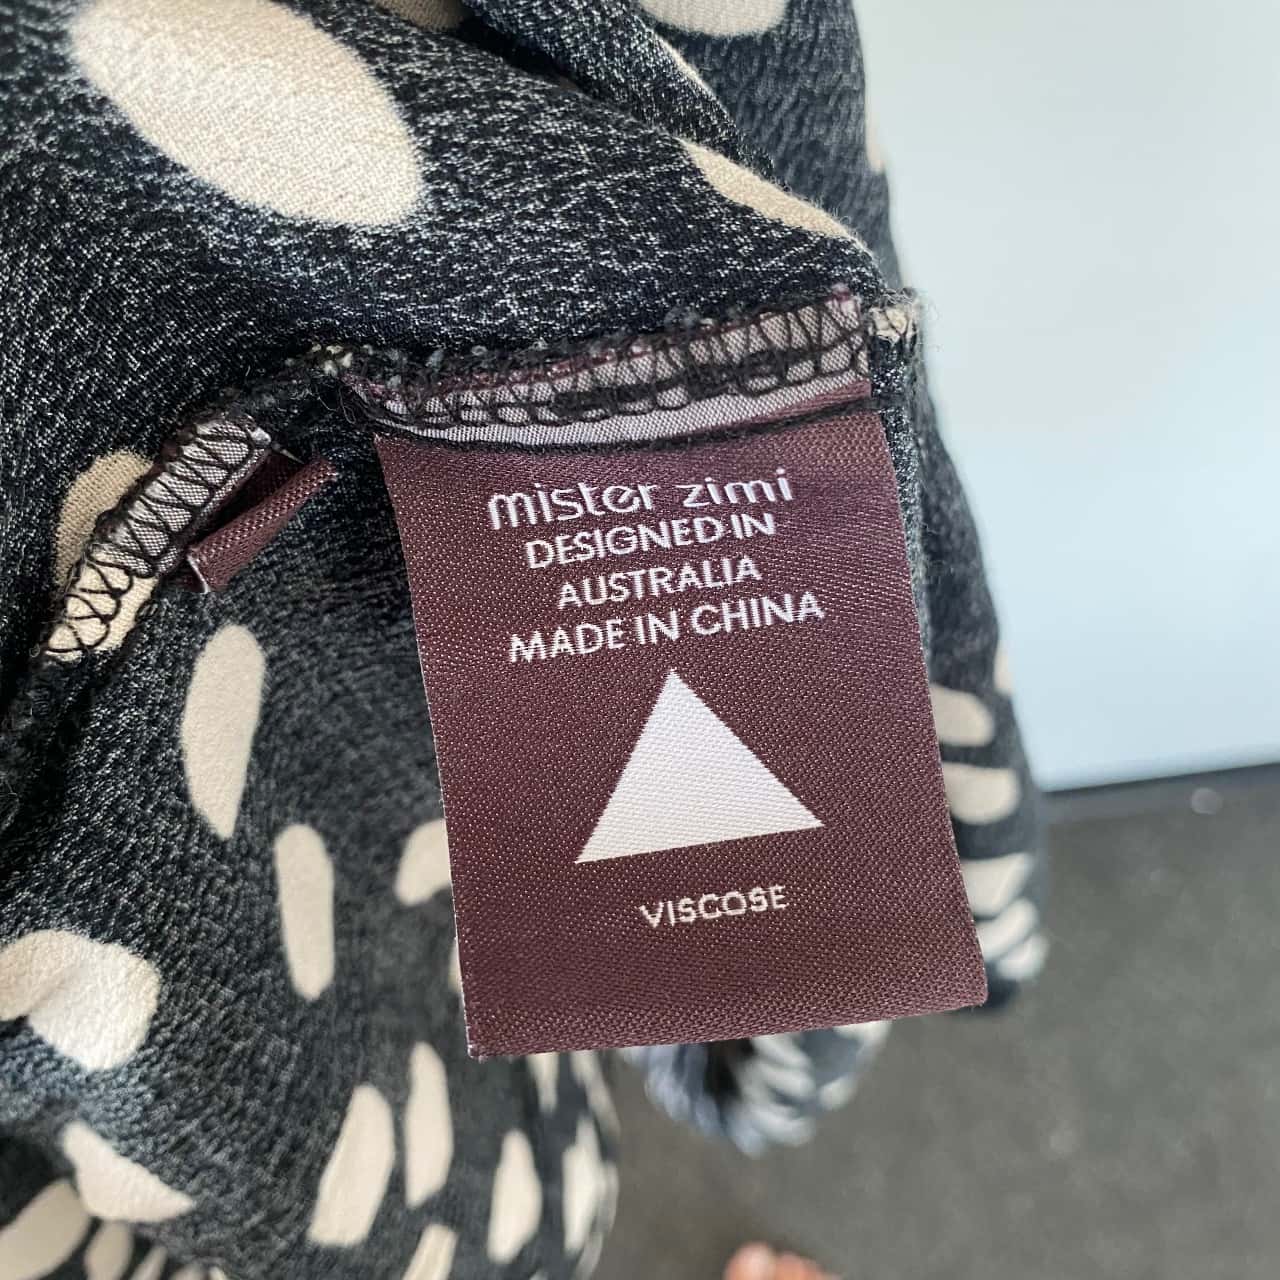 mister zimi
DESIGNED IN
AUSTRALIA
MADE IN CHINA
VISCOSE